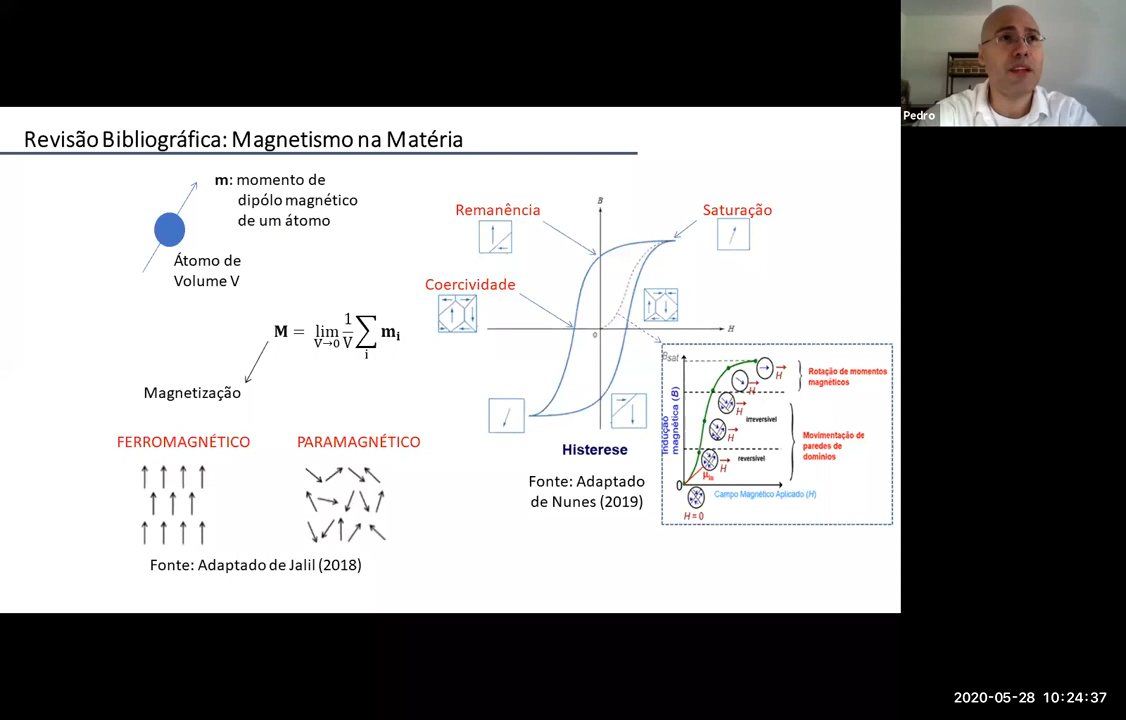 Pedro
Revisão Bibliográfica: Magnetismo na Matéria
m: momento de
dipólo magnético
de um átomo
Átomo de
Volume V
M = lim 1/V ∑ mi
V→0 i
Magnetização
FERROMAGNÉTICO
PARAMAGNÉTICO
Fonte: Adaptado de Jalil (2018)
B
Remanência
Saturação
Coercividade
0
H
Histerese
Fonte: Adaptado
de Nunes (2019)
Bsat
Indução
magnética (B)
H
H
H
H
H
Rotação de momentos
magnéticos
irreversível
Movimentação de
paredes de
domínios
reversível
μin
0
Campo Magnético Aplicado (H)
H = 0
2020-05-28 10:24:37